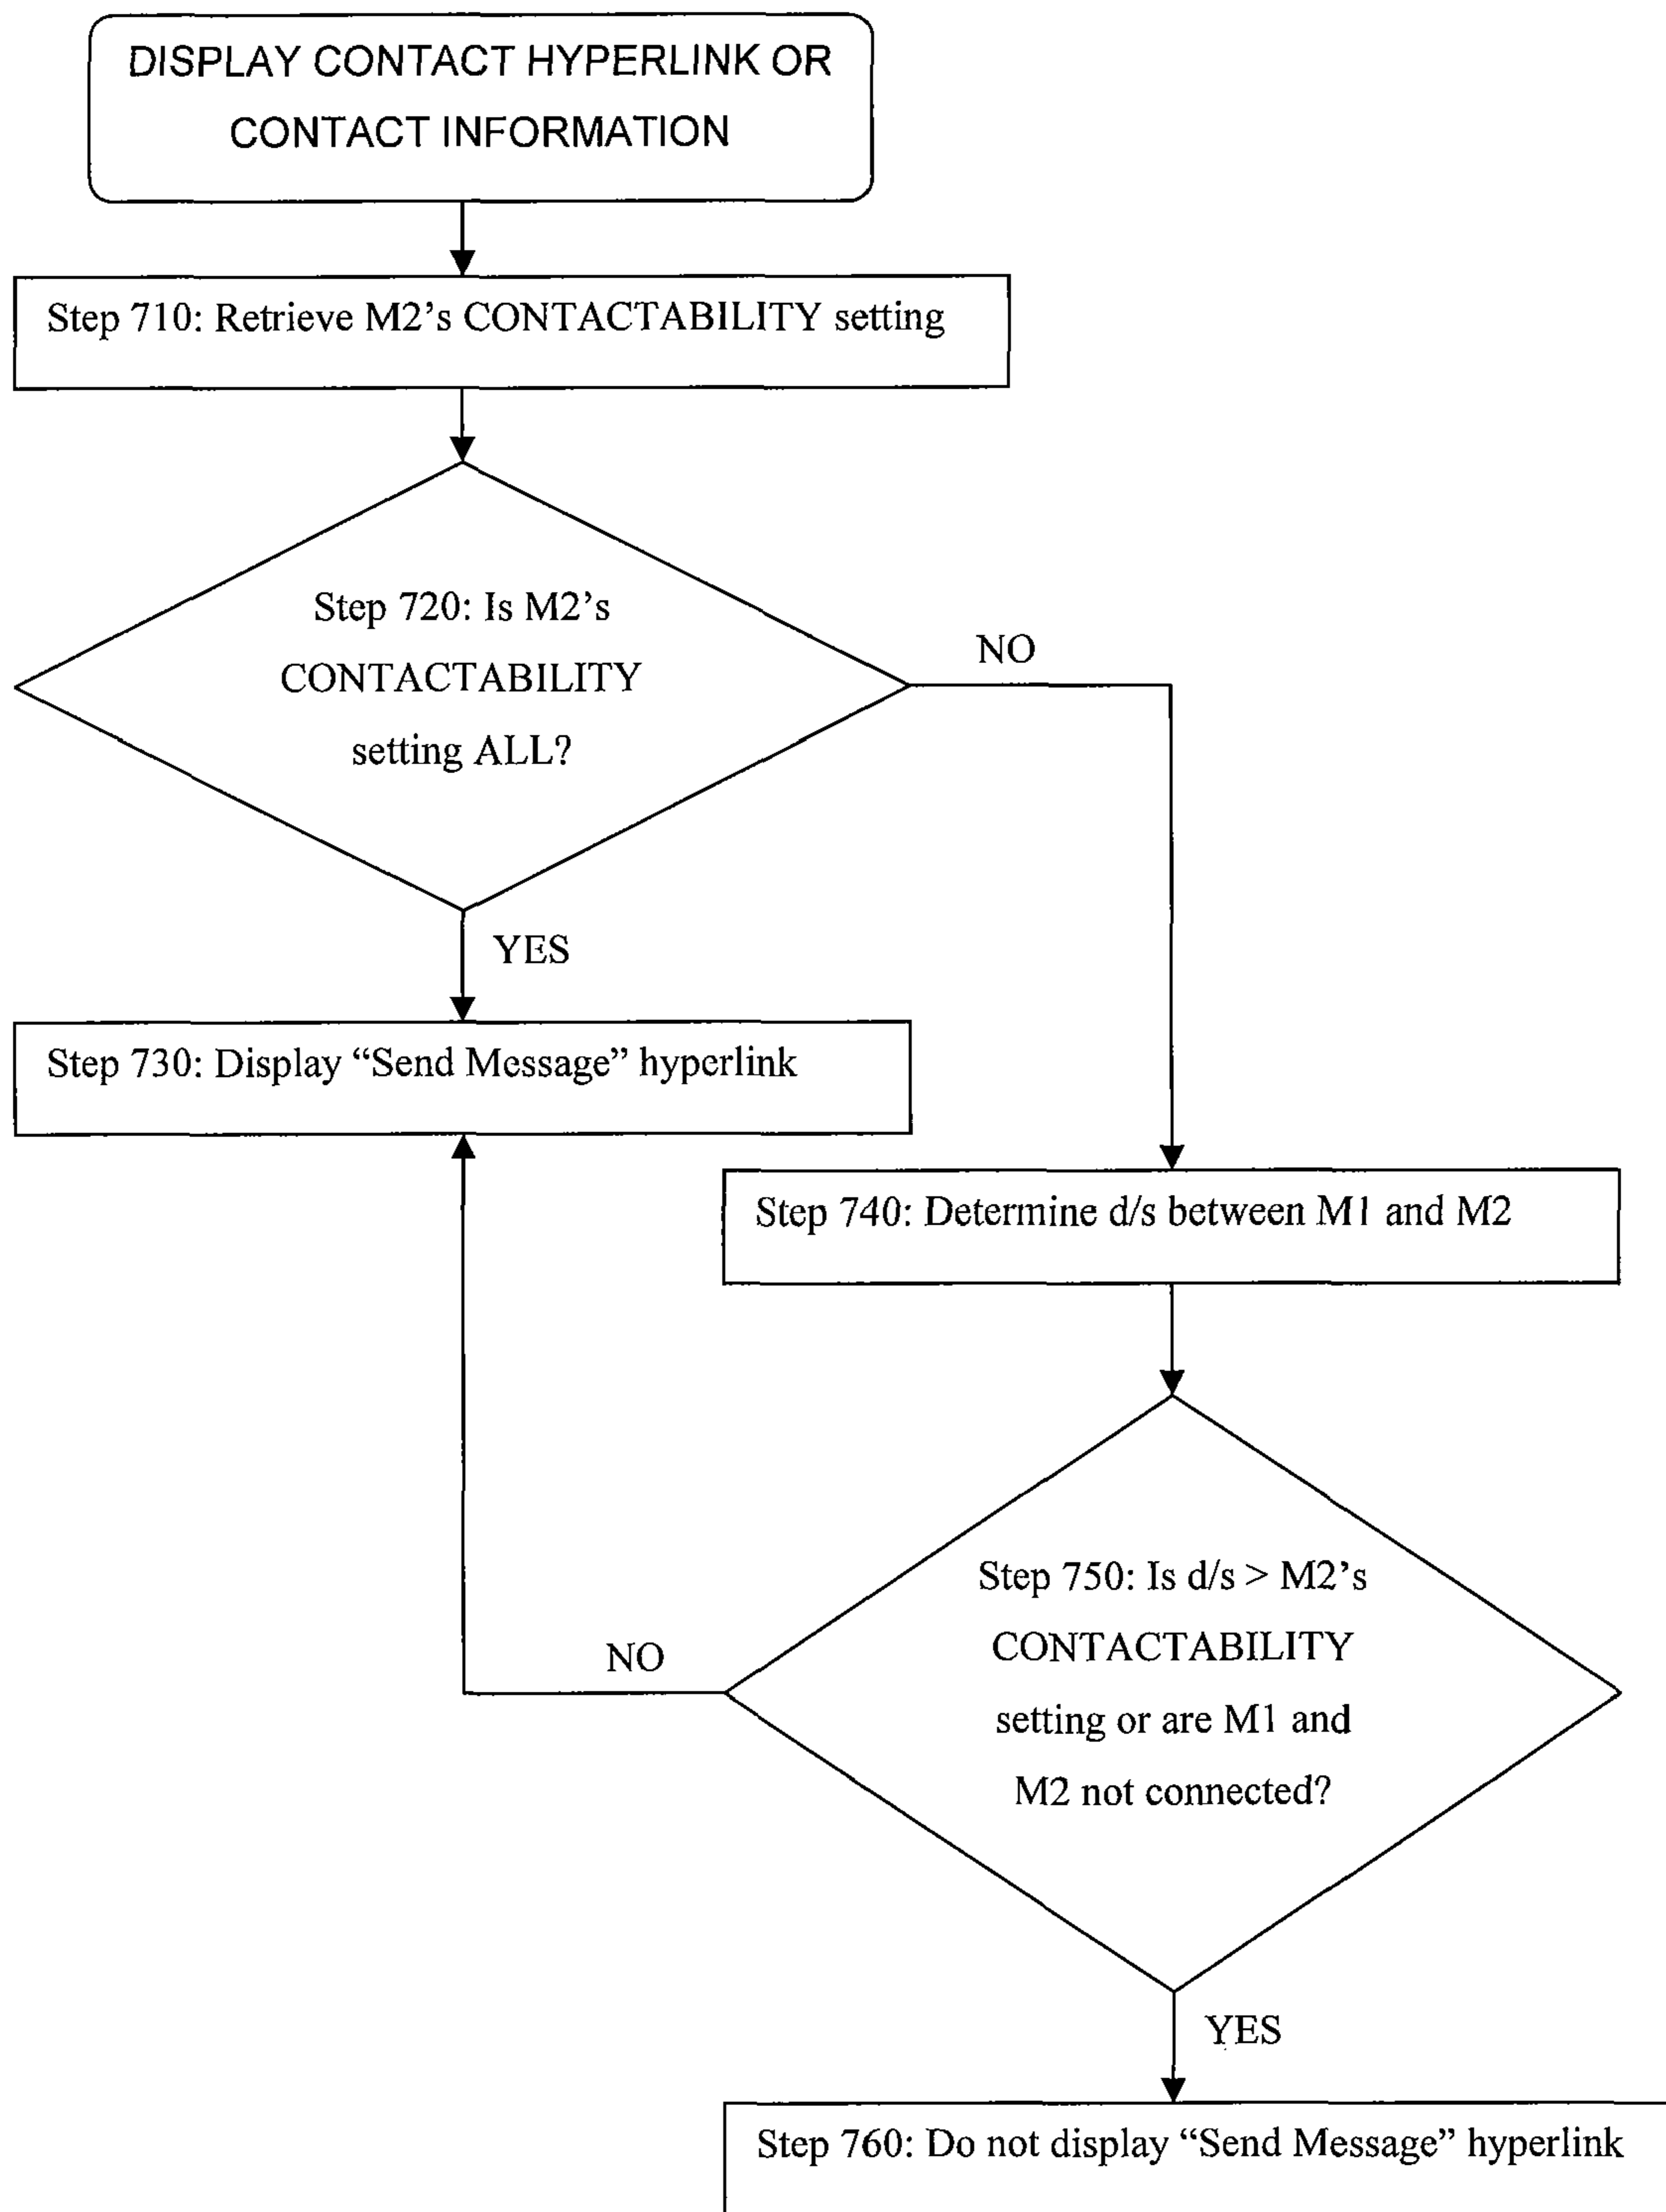 DISPLAY CONTACT HYPERLINK OR
CONTACT INFORMATION
Step 710: Retrieve M2’s CONTACTABILITY setting
Step 720: Is M2’s
CONTACTABILITY
setting ALL?
NO
YES
Step 730: Display “Send Message” hyperlink
Step 740: Determine d/s between M1 and M2
Step 750: Is d/s > M2’s
CONTACTABILITY
setting or are M1 and
M2 not connected?
NO
YES
Step 760: Do not display “Send Message” hyperlink